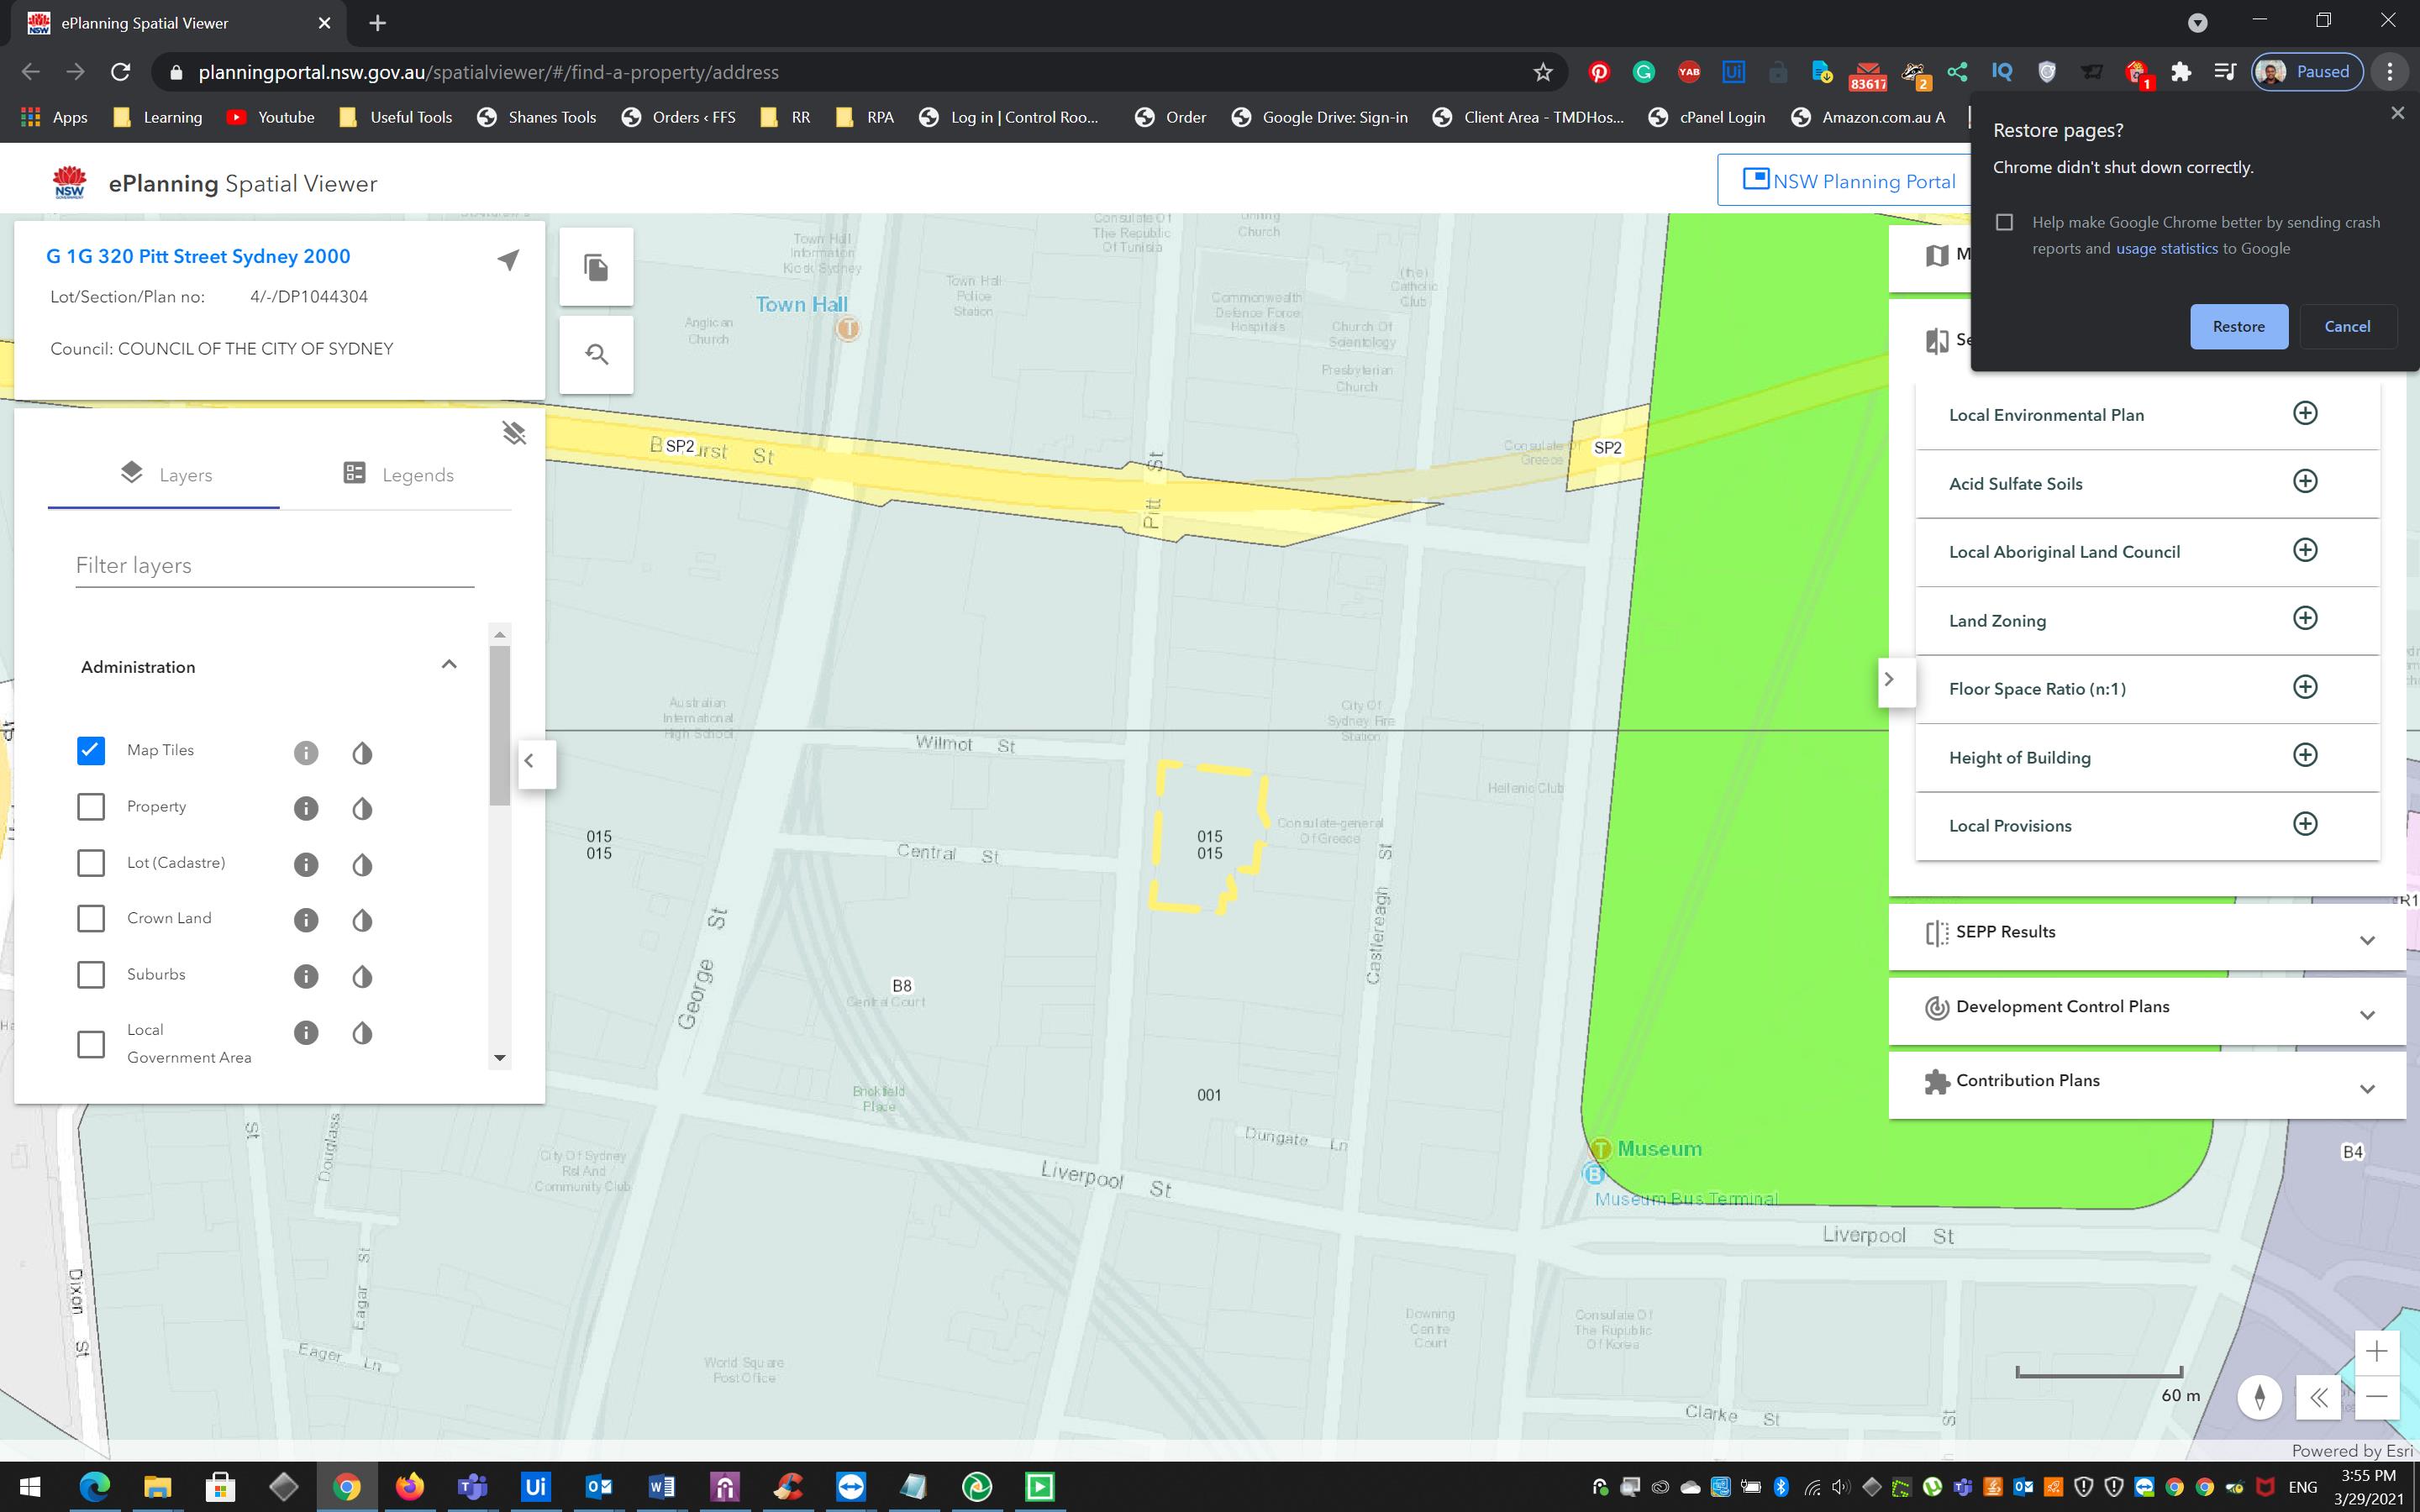 ePlanning Spatial Viewer
planningportal.nsw.gov.au/spatialviewer/#/find-a-property/address
YAB
Ui
83617
2
IQ
1
Paused
Apps
Learning
Youtube
Useful Tools
Shanes Tools
Orders ‹ FFS
RR
RPA
Log in | Control Roo...
Order
Google Drive: Sign-in
Client Area - TMDHos...
cPanel Login
Amazon.com.au A
Restore pages?
Chrome didn't shut down correctly.
Help make Google Chrome better by sending crash
reports and usage statistics to Google
Restore
Cancel
NSW
ePlanning Spatial Viewer
NSW Planning Portal
G 1G 320 Pitt Street Sydney 2000
Lot/Section/Plan no: 4/-/DP1044304
Council: COUNCIL OF THE CITY OF SYDNEY
Layers
Legends
Filter layers
Administration
Map Tiles
Property
Lot (Cadastre)
Crown Land
Suburbs
Local
Government Area
Town Hall
Information
Kiosk Sydney
Town Hall
T
Anglican
Church
Town Hall
Police
Station
Consulate Of
The Republic
Of Tunisia
Uniting
Church
Commonwealth
Defence Force
Hospitals
(the)
Catholic
Club
Church Of
Scientology
Presbyterian
Church
SP2
St
St
Pitt
Consulate Of
Greece
SP2
Australian
International
High School
Wilmot St
City Of
Sydney Fire
Station
Hellenic Club
015
015
Central St
015
015
Consulate-general
Of Greece
George St
Castlereagh St
B8
Central Court
Brickfield
Place
001
Dungate Ln
City Of Sydney
Rsl And
Community Club
Liverpool St
T Museum
B
Museum Bus Terminal
Liverpool St
St
Douglass
Eagar St
Eager Ln
Dixon St
World Square
Post Office
Downing
Centre
Court
Consulate Of
The Rupublic
Of Korea
Clarke St
St
B4
R1
Local Environmental Plan
Acid Sulfate Soils
Local Aboriginal Land Council
Land Zoning
Floor Space Ratio (n:1)
Height of Building
Local Provisions
SEPP Results
Development Control Plans
Contribution Plans
60 m
Powered by Esri
Ui
ENG
3:55 PM
3/29/2021